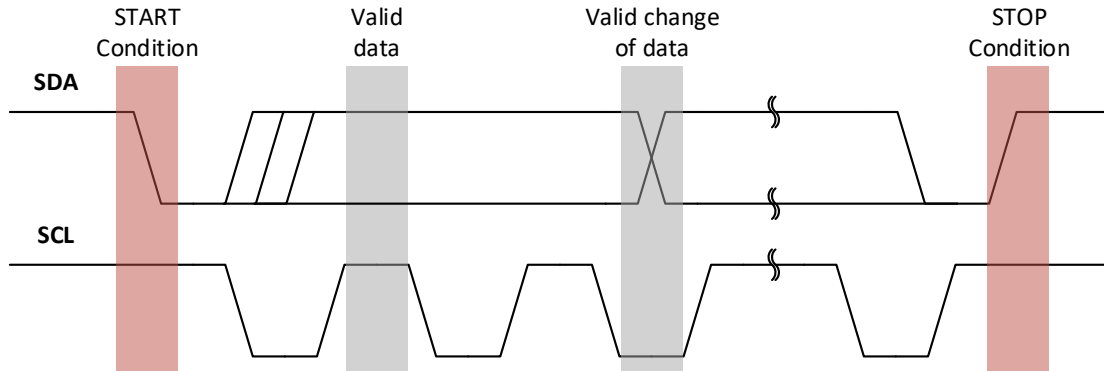 START
Condition
Valid
data
Valid change
of data
STOP
Condition
SDA
SCL